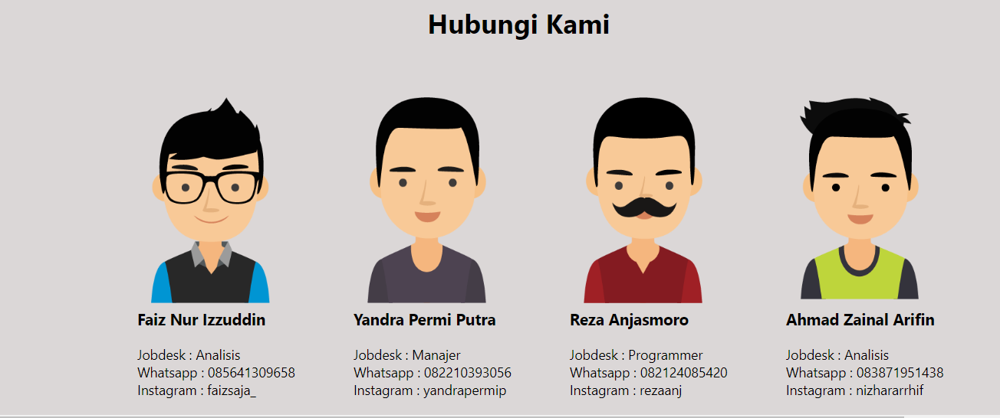 Hubungi Kami
Faiz Nur Izzuddin
Jobdesk : Analisis
Whatsapp : 085641309658
Instagram : faizsaja_
Yandra Permi Putra
Jobdesk : Manajer
Whatsapp : 082210393056
Instagram : yandrapermip
Reza Anjasmoro
Jobdesk : Programmer
Whatsapp : 082124085420
Instagram : rezaanj
Ahmad Zainal Arifin
Jobdesk : Analisis
Whatsapp : 083871951438
Instagram : nizhararrhif